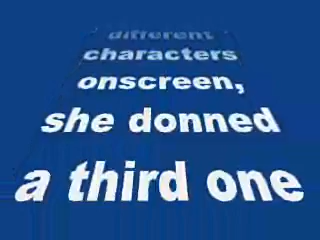 different
characters
onscreen,
she donned
a third one